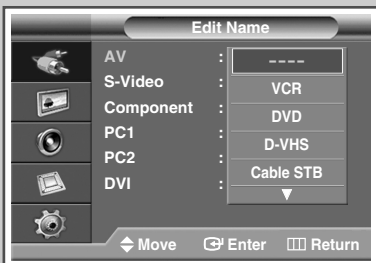 Edit Name
AV : ----
S-Video : VCR
Component : DVD
PC1 : D-VHS
PC2 : Cable STB
DVI :
Move Enter Return